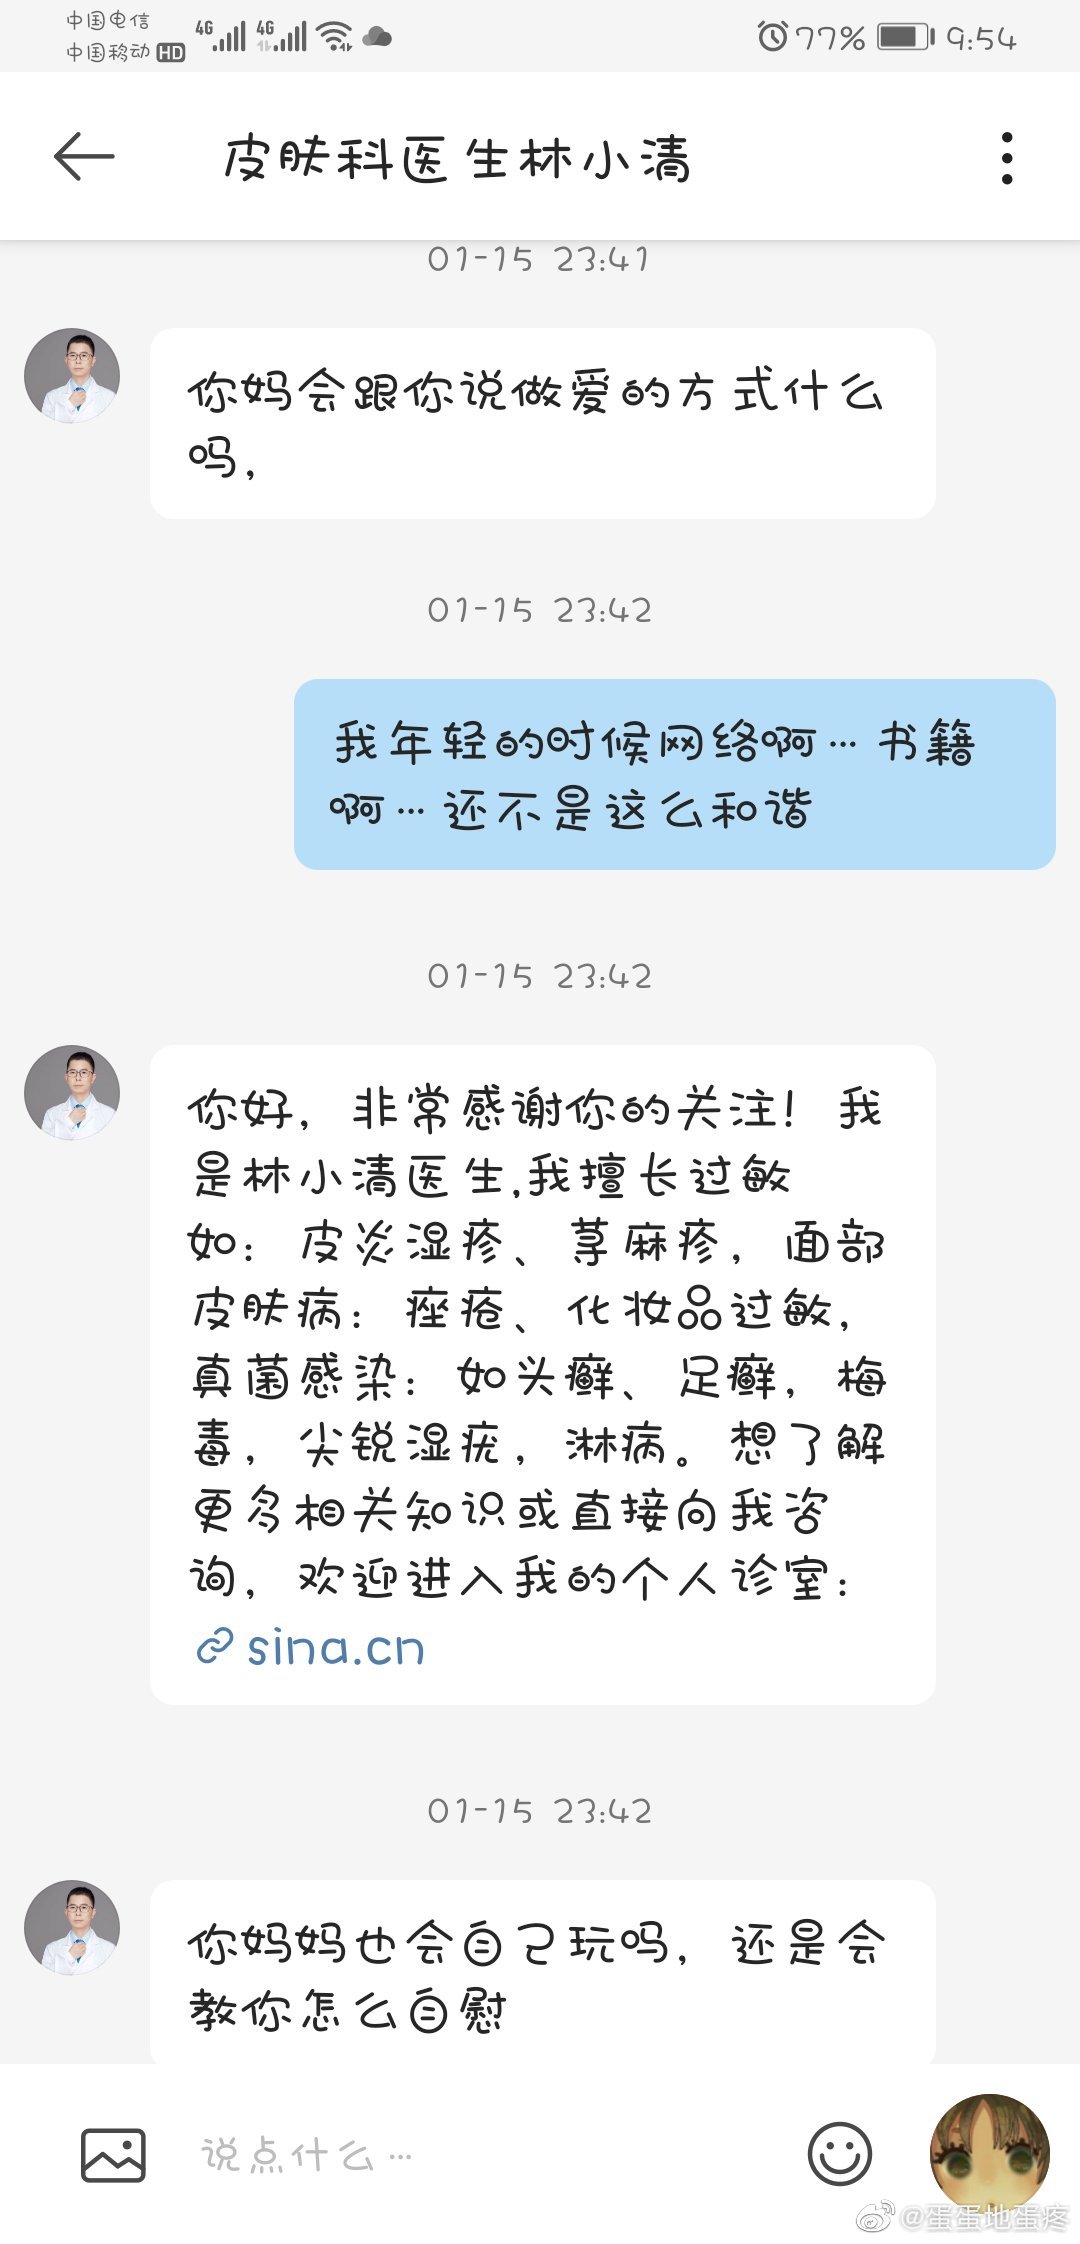 中国电信
中国移动 HD 4G 4G 77% 9:54
皮肤科医生林小清
01-15 23:41
你妈会跟你说做爱的方式什么
吗，
01-15 23:42
我年轻的时候网络啊…书籍
啊…还不是这么和谐
01-15 23:42
你好，非常感谢你的关注！我
是林小清医生,我擅长过敏
如：皮炎湿疹、荨麻疹，面部
皮肤病：痤疮、化妆品过敏，
真菌感染：如头癣、足癣，梅
毒，尖锐湿疣，淋病。想了解
更多相关知识或直接向我咨
询，欢迎进入我的个人诊室：
sina.cn
01-15 23:42
你妈妈也会自己玩吗，还是会
教你怎么自慰
说点什么…
@蛋蛋地蛋疼